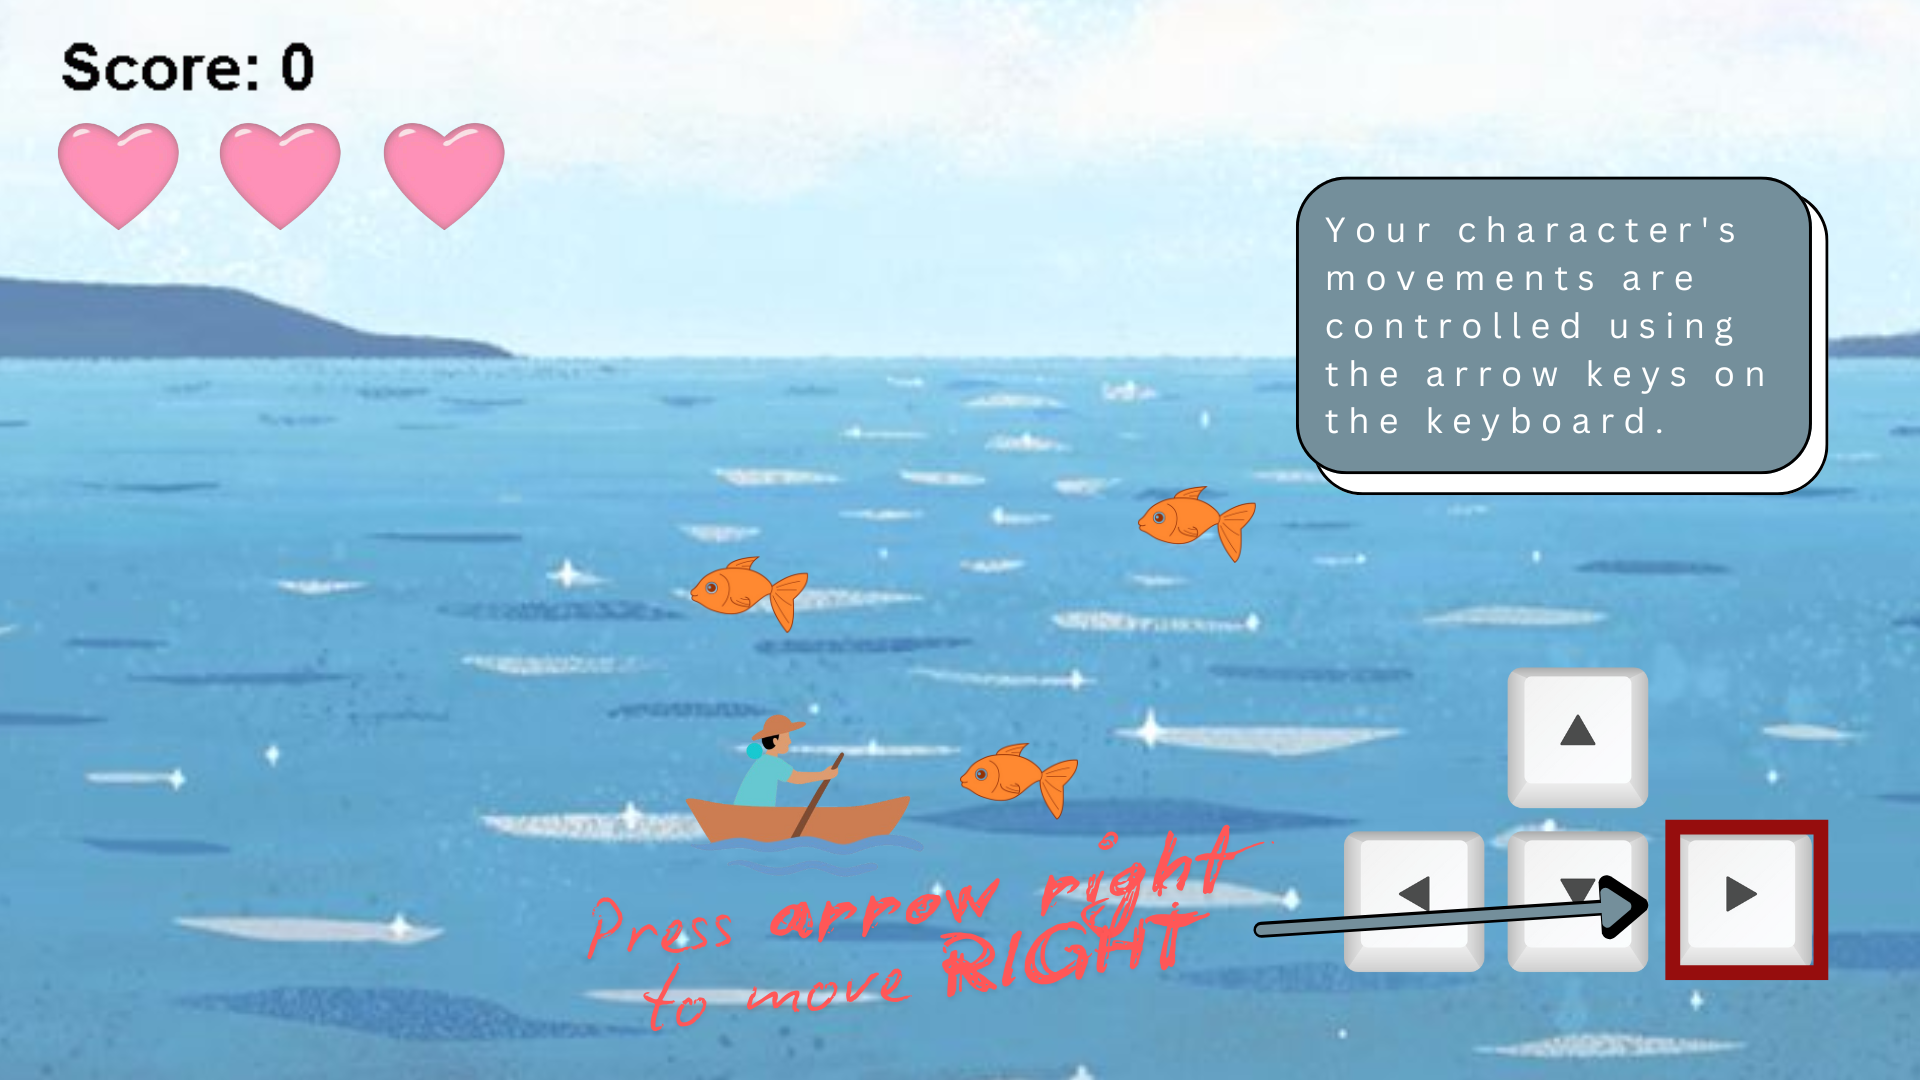 Score: 0
Your character's
movements are
controlled using
the arrow keys on
the keyboard.
Press arrow right
to move RIGHT